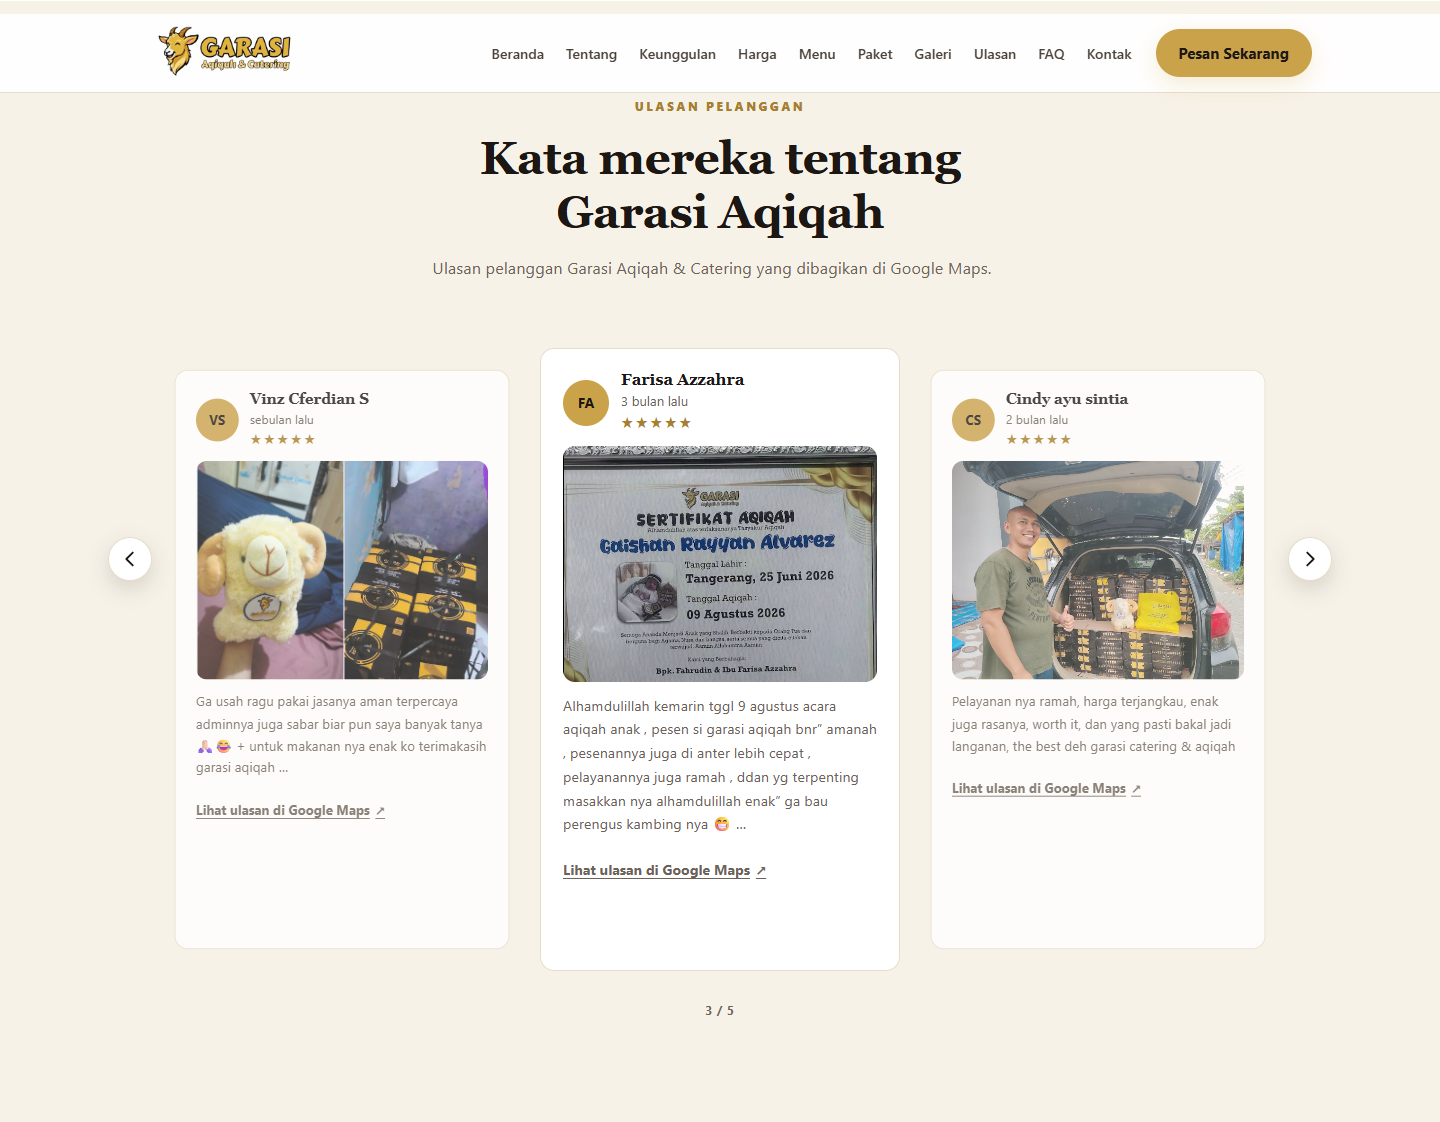 GARASI
Aqiqah & Catering
Beranda
Tentang
Keunggulan
Harga
Menu
Paket
Galeri
Ulasan
FAQ
Kontak
Pesan Sekarang
ULASAN PELANGGAN
Kata mereka tentang
Garasi Aqiqah
Ulasan pelanggan Garasi Aqiqah & Catering yang dibagikan di Google Maps.
VS
Vinz Cferdian S
sebulan lalu
★★★★★
Ga usah ragu pakai jasanya aman terpercaya
adminnya juga sabar biar pun saya banyak tanya
🙏🏻😂 + untuk makanan nya enak ko terimakasih
garasi aqiqah ...
Lihat ulasan di Google Maps ↗
FA
Farisa Azzahra
3 bulan lalu
★★★★★
GARASI
Aqiqah & Catering
SERTIFIKAT AQIQAH
Alhamdulillah atas terlaksananya Tasyakur Aqiqah
Gaishan Rayyan Alvarez
Tanggal Lahir :
Tangerang, 25 Juni 2026
Tanggal Aqiqah :
09 Agustus 2026
Bpk. Fahrudin & Ibu Farisa Azzahra
Alhamdulillah kemarin tggl 9 agustus acara
aqiqah anak , pesen si garasi aqiqah bnr” amanah
, pesenannya juga di anter lebih cepat ,
pelayanannya juga ramah , ddan yg terpenting
masakkan nya alhamdulillah enak” ga bau
perengus kambing nya 😁 ...
Lihat ulasan di Google Maps ↗
CS
Cindy ayu sintia
2 bulan lalu
★★★★★
Pelayanan nya ramah, harga terjangkau, enak
juga rasanya, worth it, dan yang pasti bakal jadi
langanan, the best deh garasi catering & aqiqah
Lihat ulasan di Google Maps ↗
3 / 5